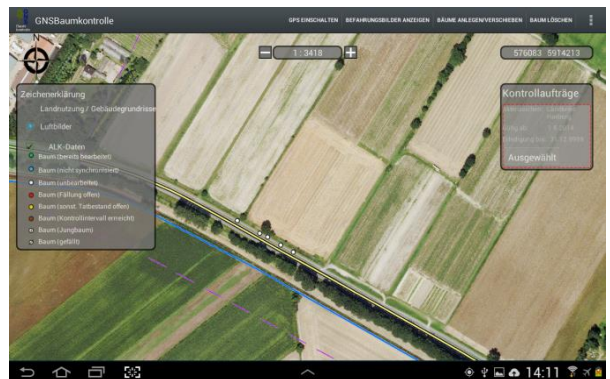 GNSBaumkontrolle
GPS EINSCHALTEN BEFAHRUNGSBILDER ANZEIGEN BÄUME ANLEGEN/VERSCHIEBEN BAUM LÖSCHEN
N
1 : 3418
576083 5914213
Zeichenerklärung
Landnutzung / Gebäudegrundrisse
Luftbilder
ALK-Daten
Baum (bereits bearbeitet)
Baum (nicht synchronisiert)
Baum (unbearbeitet)
Baum (Fällung offen)
Baum (sonst. Tatbestand offen)
Baum (Kontrollintervall erreicht)
Baum (Jungbaum)
Baum (gefällt)
Kontrollaufträge
Ausgewählt
14:11